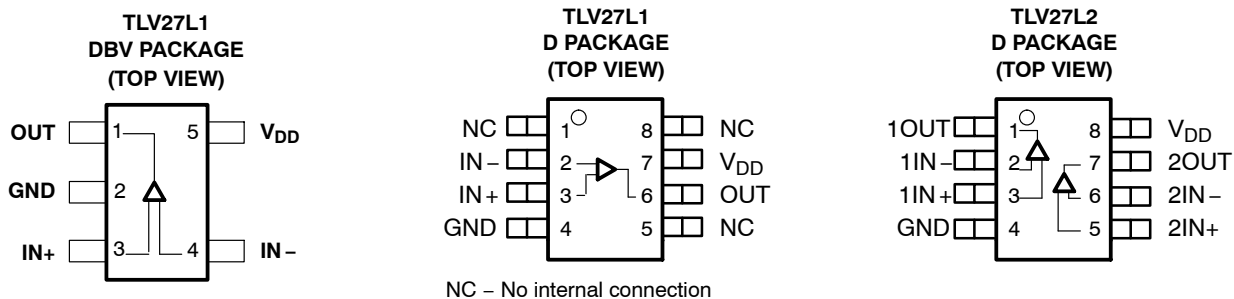 TLV27L1
DBV PACKAGE
(TOP VIEW)
OUT 1 5 VDD
GND 2
IN+ 3 4 IN−
TLV27L1
D PACKAGE
(TOP VIEW)
NC 1 8 NC
IN− 2 7 VDD
IN+ 3 6 OUT
GND 4 5 NC
NC − No internal connection
TLV27L2
D PACKAGE
(TOP VIEW)
1OUT 1 8 VDD
1IN− 2 7 2OUT
1IN+ 3 6 2IN−
GND 4 5 2IN+